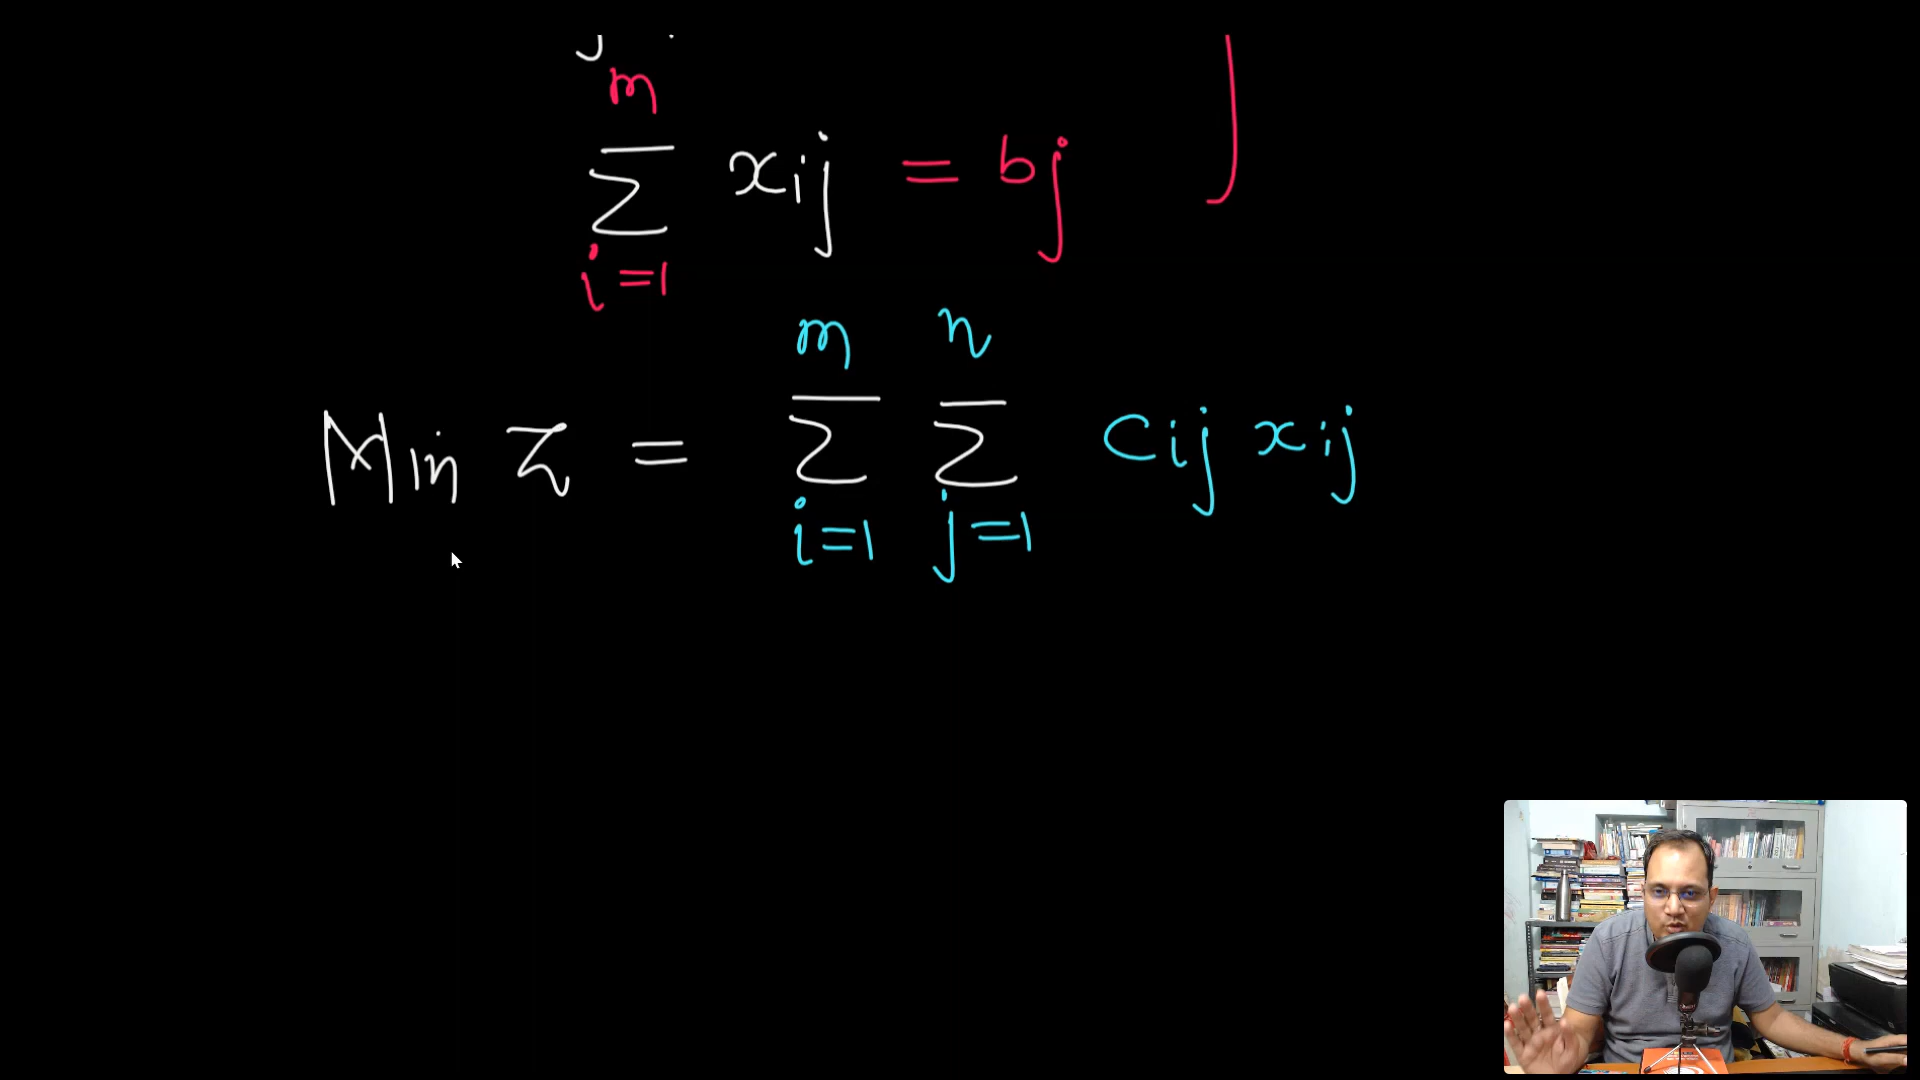 m
∑ xij = bj
i=1
m n
Min Z = ∑ ∑ Cij xij
i=1 j=1